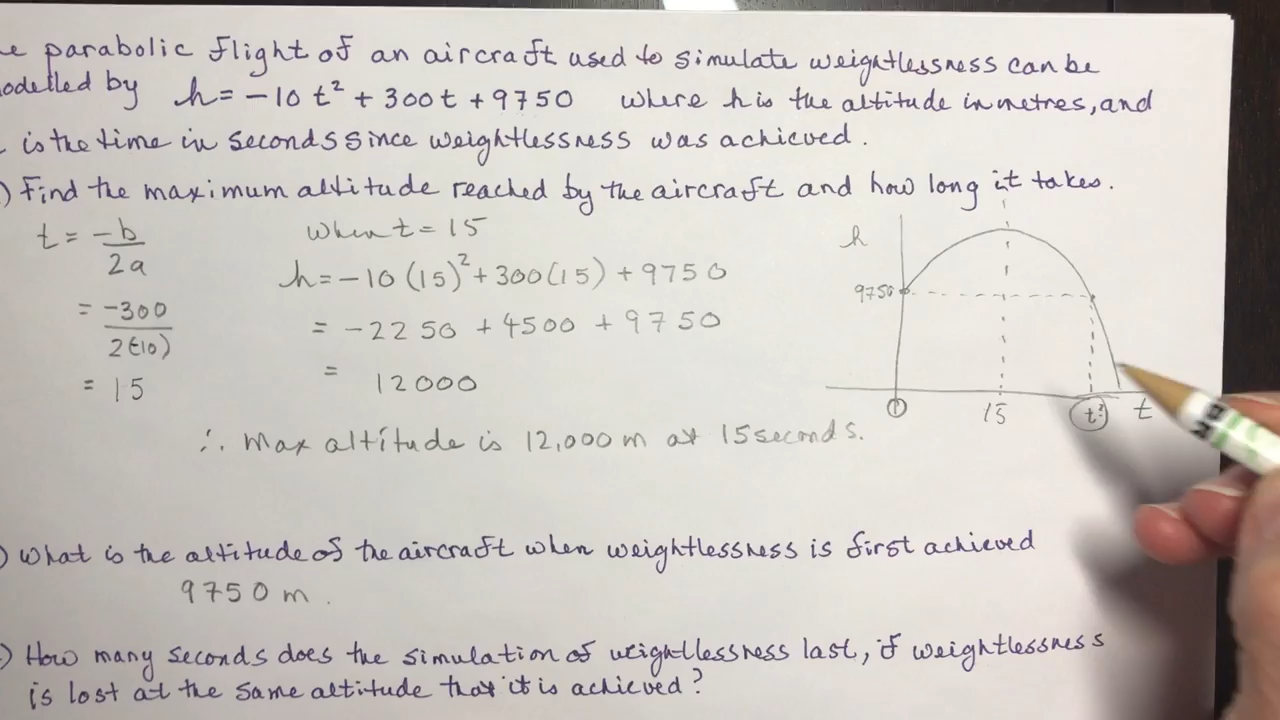 e parabolic flight of an aircraft used to simulate weightlessness can be
odelled by h = -10t² + 300t + 9750 where h is the altitude in metres, and
is the time in seconds since weightlessness was achieved.
) Find the maximum altitude reached by the aircraft and how long it takes.
t = -b/2a
= -300/2(-10)
= 15
when t = 15
h = -10(15)² + 300(15) + 9750
= -2250 + 4500 + 9750
= 12000
∴ Max altitude is 12,000 m at 15 seconds.
h
9750
0 15 t? t
) What is the altitude of the aircraft when weightlessness is first achieved
9750 m.
) How many seconds does the simulation of weightlessness last, if weightlessness
is lost at the same altitude that it is achieved?